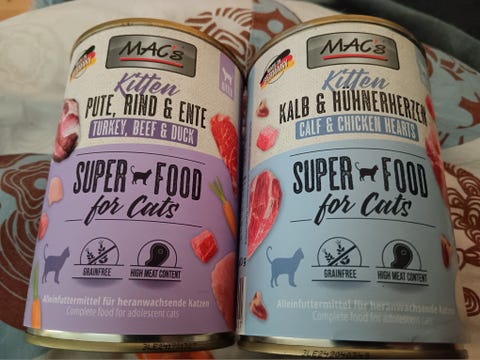 MAC's
Kitten
PUTE, RIND & ENTE
TURKEY, BEEF & DUCK
SUPER FOOD
for Cats
GRAINFREE
HIGH MEAT CONTENT
Alleinfuttermittel für heranwachsende Katzen
Complete food for adolescent cats
MAC's
Kitten
KALB & HÜHNERHERZEN
CALF & CHICKEN HEARTS
SUPER FOOD
for Cats
GRAINFREE
HIGH MEAT CONTENT
Alleinfuttermittel für heranwachsende Katzen
Complete food for adolescent cats